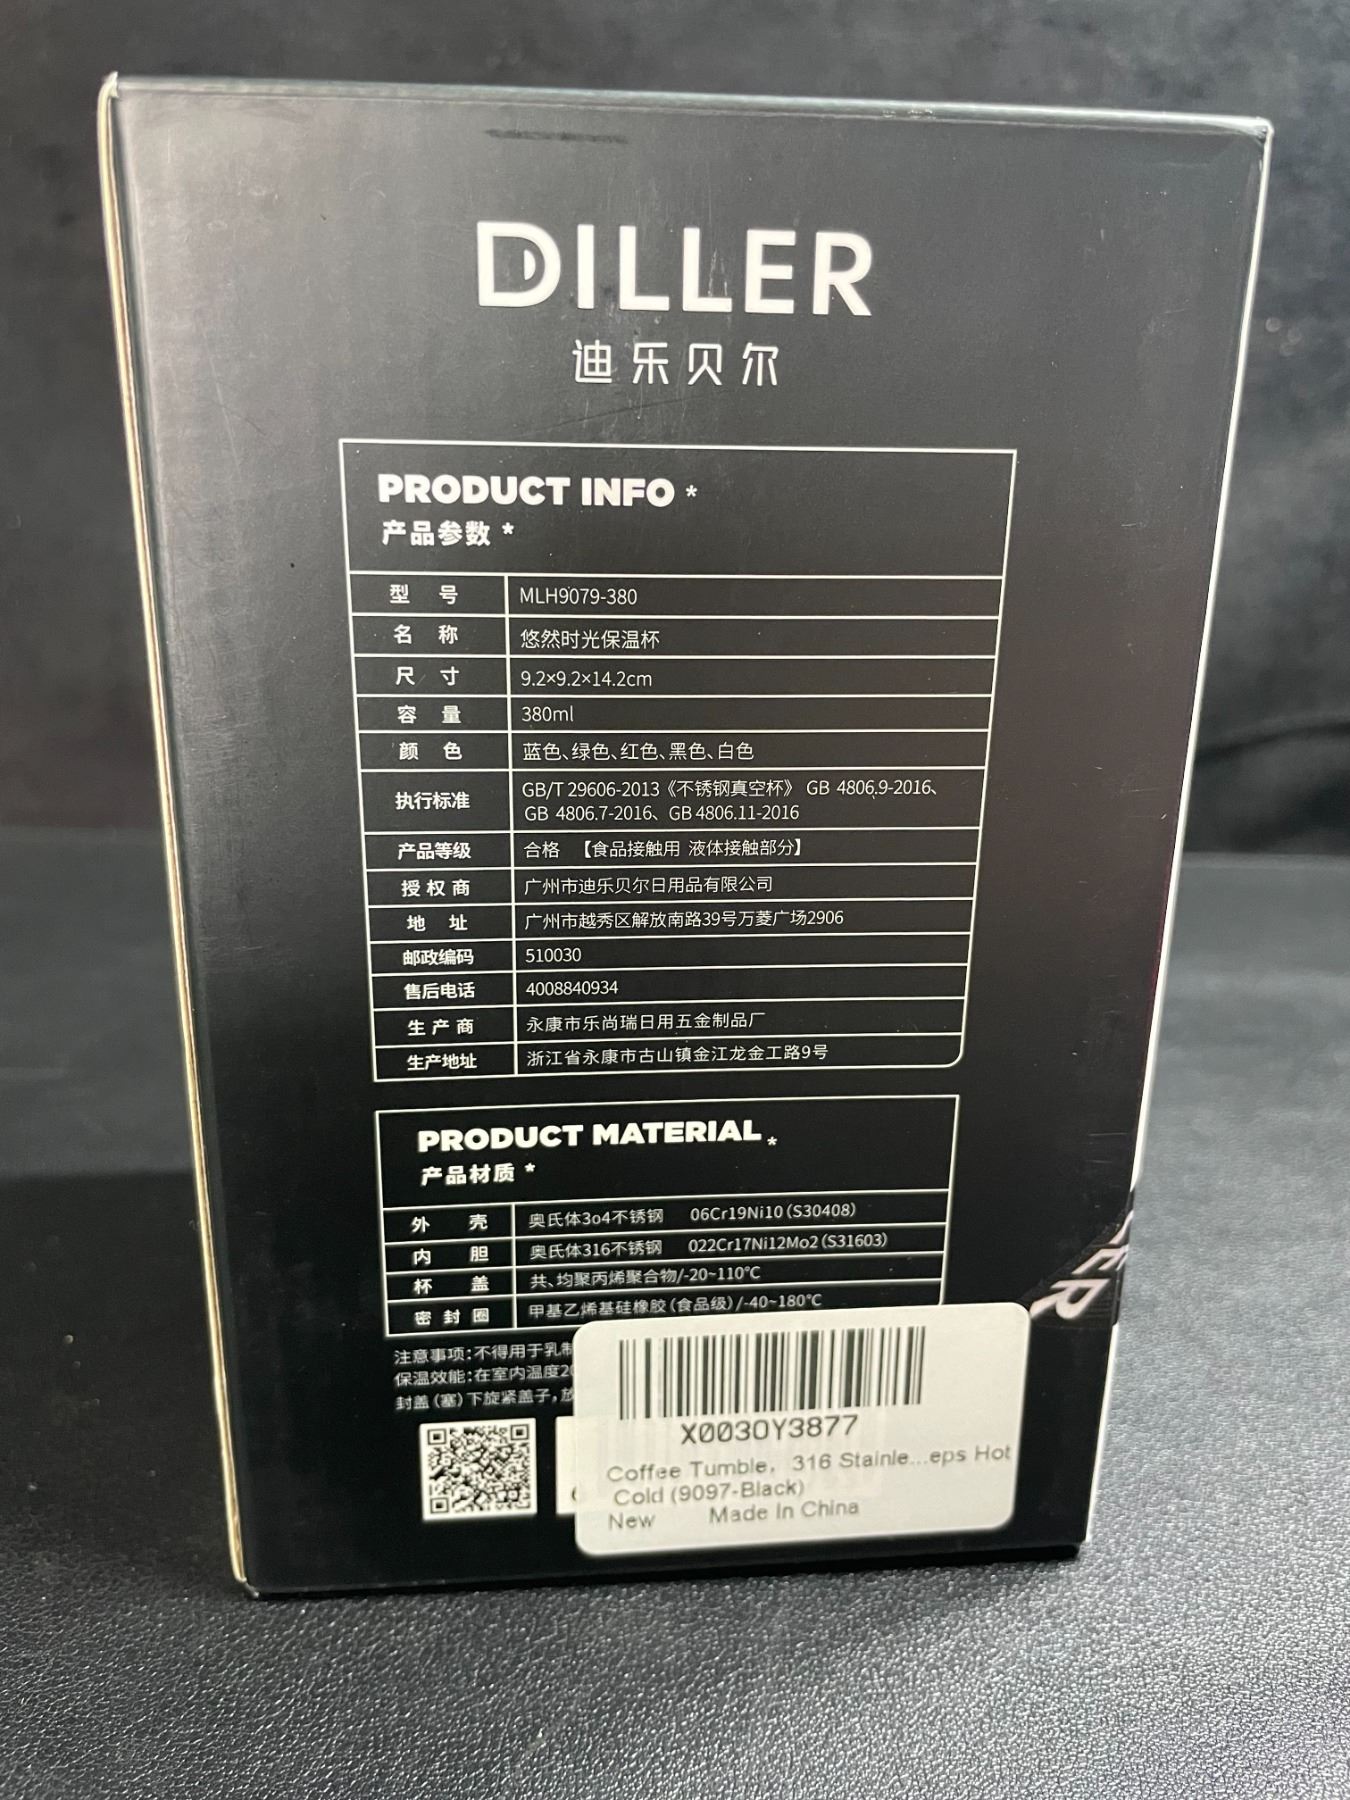 DILLER
迪乐贝尔
PRODUCT INFO *
产品参数 *
型 号 MLH9079-380
名 称 悠然时光保温杯
尺 寸 9.2×9.2×14.2cm
容 量 380ml
颜 色 蓝色、绿色、红色、黑色、白色
执行标准 GB/T 29606-2013《不锈钢真空杯》 GB 4806.9-2016、
GB 4806.7-2016、GB 4806.11-2016
产品等级 合格 【食品接触用 液体接触部分】
授权商 广州市迪乐贝尔日用品有限公司
地 址 广州市越秀区解放南路39号万菱广场2906
邮政编码 510030
售后电话 4008840934
生产商 永康市乐尚瑞日用五金制品厂
生产地址 浙江省永康市古山镇金江龙金工路9号
PRODUCT MATERIAL *
产品材质 *
外 壳 奥氏体3o4不锈钢 06Cr19Ni10(S30408)
内 胆 奥氏体316不锈钢 022Cr17Ni12Mo2(S31603)
杯 盖 共、均聚丙烯聚合物/-20~110℃
密封圈 甲基乙烯基硅橡胶(食品级)/-40~180℃
注意事项:不得用于乳制
保温效能:在室内温度20
封盖(塞)下旋紧盖子,放
X003OY3877
Coffee Tumble, 316 Stainle...eps Hot
Cold (9097-Black)
New Made In China
ER